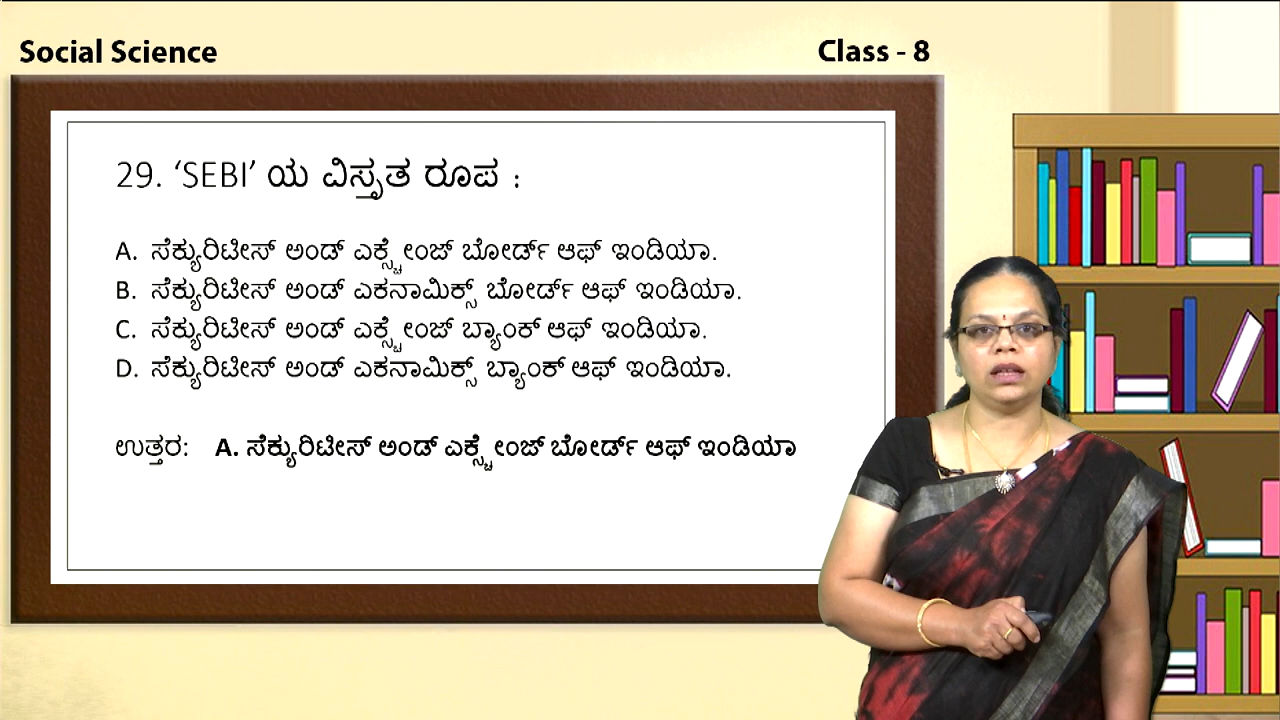 Social Science
Class - 8
29. ‘SEBI’ ಯ ವಿಸ್ತೃತ ರೂಪ :
A. ಸೆಕ್ಯುರಿಟೀಸ್ ಅಂಡ್ ಎಕ್ಸ್ಚೇಂಜ್ ಬೋರ್ಡ್ ಆಫ್ ಇಂಡಿಯಾ.
B. ಸೆಕ್ಯುರಿಟೀಸ್ ಅಂಡ್ ಎಕನಾಮಿಕ್ಸ್ ಬೋರ್ಡ್ ಆಫ್ ಇಂಡಿಯಾ.
C. ಸೆಕ್ಯುರಿಟೀಸ್ ಅಂಡ್ ಎಕ್ಸ್ಚೇಂಜ್ ಬ್ಯಾಂಕ್ ಆಫ್ ಇಂಡಿಯಾ.
D. ಸೆಕ್ಯುರಿಟೀಸ್ ಅಂಡ್ ಎಕನಾಮಿಕ್ಸ್ ಬ್ಯಾಂಕ್ ಆಫ್ ಇಂಡಿಯಾ.
ಉತ್ತರ: A. ಸೆಕ್ಯುರಿಟೀಸ್ ಅಂಡ್ ಎಕ್ಸ್ಚೇಂಜ್ ಬೋರ್ಡ್ ಆಫ್ ಇಂಡಿಯಾ